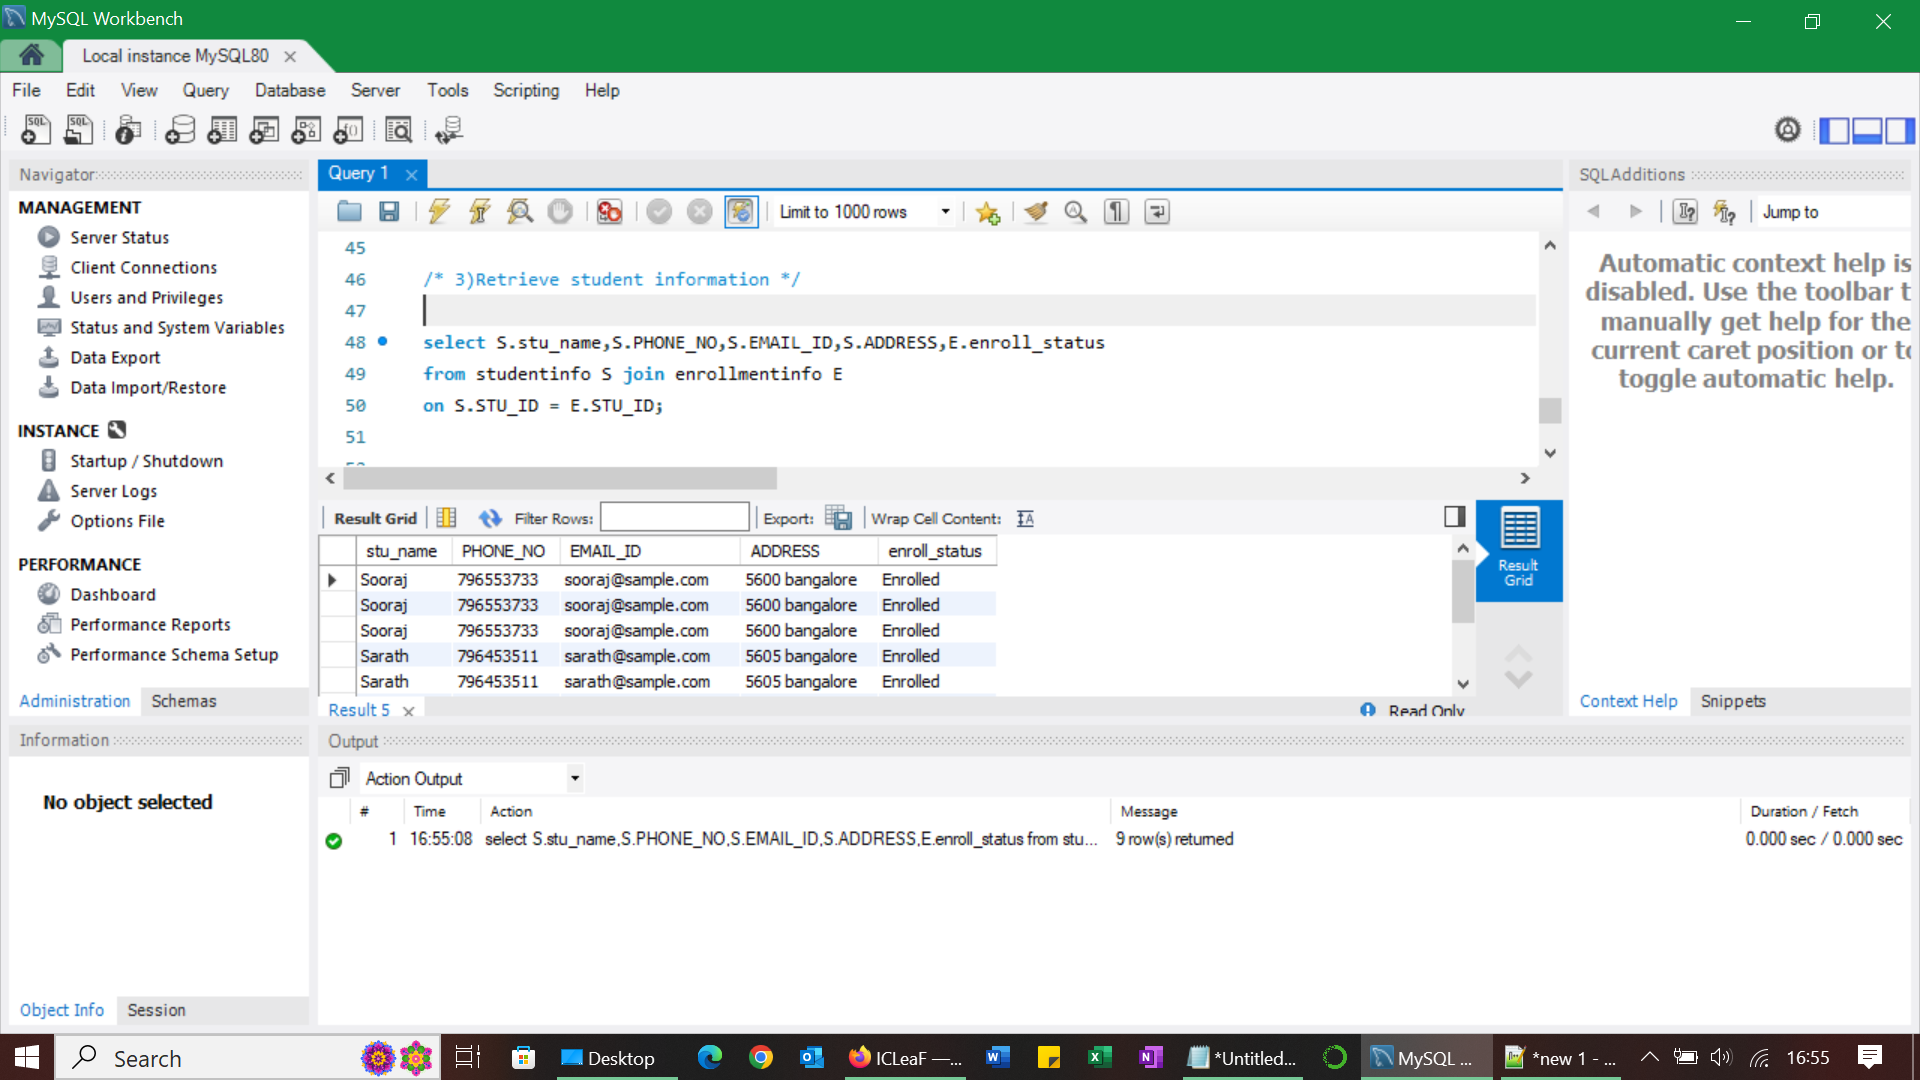 MySQL Workbench
Local instance MySQL80
File Edit View Query Database Server Tools Scripting Help
Navigator
MANAGEMENT
Server Status
Client Connections
Users and Privileges
Status and System Variables
Data Export
Data Import/Restore
INSTANCE
Startup / Shutdown
Server Logs
Options File
PERFORMANCE
Dashboard
Performance Reports
Performance Schema Setup
Administration Schemas
Query 1
Limit to 1000 rows
45
46 /* 3)Retrieve student information */
47
48 select S.stu_name,S.PHONE_NO,S.EMAIL_ID,S.ADDRESS,E.enroll_status
49 from studentinfo S join enrollmentinfo E
50 on S.STU_ID = E.STU_ID;
51
Result Grid Filter Rows: Export: Wrap Cell Content:
stu_name PHONE_NO EMAIL_ID ADDRESS enroll_status
Sooraj 796553733 sooraj@sample.com 5600 bangalore Enrolled
Sooraj 796553733 sooraj@sample.com 5600 bangalore Enrolled
Sooraj 796553733 sooraj@sample.com 5600 bangalore Enrolled
Sarath 796453511 sarath@sample.com 5605 bangalore Enrolled
Sarath 796453511 sarath@sample.com 5605 bangalore Enrolled
Result
Grid
Result 5
Read Only
SQLAdditions
Jump to
Automatic context help is
disabled. Use the toolbar t
manually get help for the
current caret position or to
toggle automatic help.
Context Help Snippets
Information
No object selected
Object Info Session
Output
Action Output
# Time Action Message Duration / Fetch
1 16:55:08 select S.stu_name,S.PHONE_NO,S.EMAIL_ID,S.ADDRESS,E.enroll_status from stu... 9 row(s) returned 0.000 sec / 0.000 sec
Search Desktop ICLeaF —... *Untitled... MySQL ... *new 1 - ... 16:55